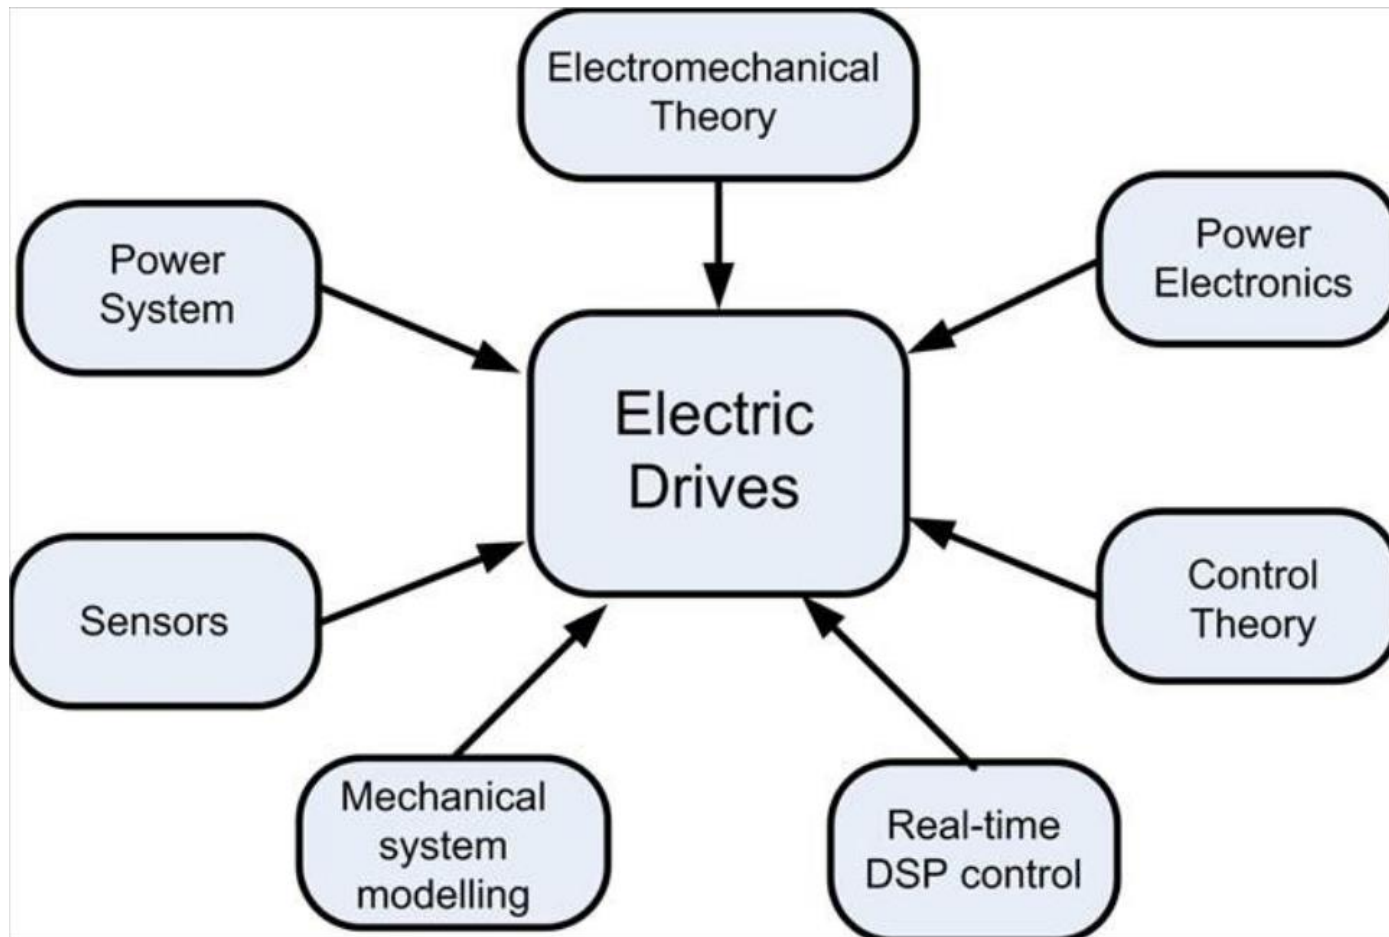 Electromechanical
Theory
Power
System
Power
Electronics
Electric
Drives
Sensors
Control
Theory
Mechanical
system
modelling
Real-time
DSP control